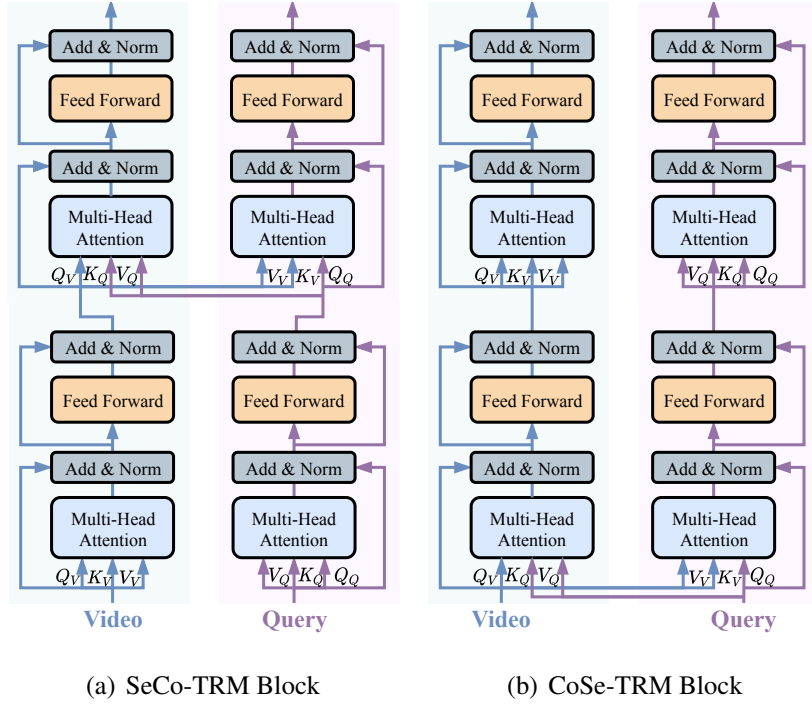 Add & Norm
Add & Norm
Add & Norm
Add & Norm
Feed Forward
Feed Forward
Feed Forward
Feed Forward
Add & Norm
Add & Norm
Add & Norm
Add & Norm
Multi-Head
Attention
Multi-Head
Attention
Multi-Head
Attention
Multi-Head
Attention
Q_V K_Q V_Q
V_V K_V Q_Q
Q_V K_V V_V
V_Q K_Q Q_Q
Add & Norm
Add & Norm
Add & Norm
Add & Norm
Feed Forward
Feed Forward
Feed Forward
Feed Forward
Add & Norm
Add & Norm
Add & Norm
Add & Norm
Multi-Head
Attention
Multi-Head
Attention
Multi-Head
Attention
Multi-Head
Attention
Q_V K_V V_V
V_Q K_Q Q_Q
Q_V K_Q V_Q
V_V K_V Q_Q
Video
Query
Video
Query
(a) SeCo-TRM Block
(b) CoSe-TRM Block